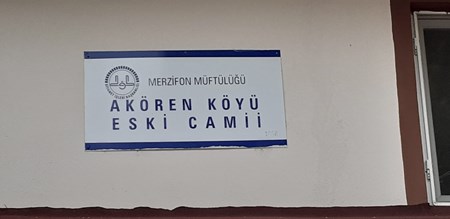 MERZİFON MÜFTÜLÜĞÜ
AKÖREN KÖYÜ
ESKİ CAMİİ